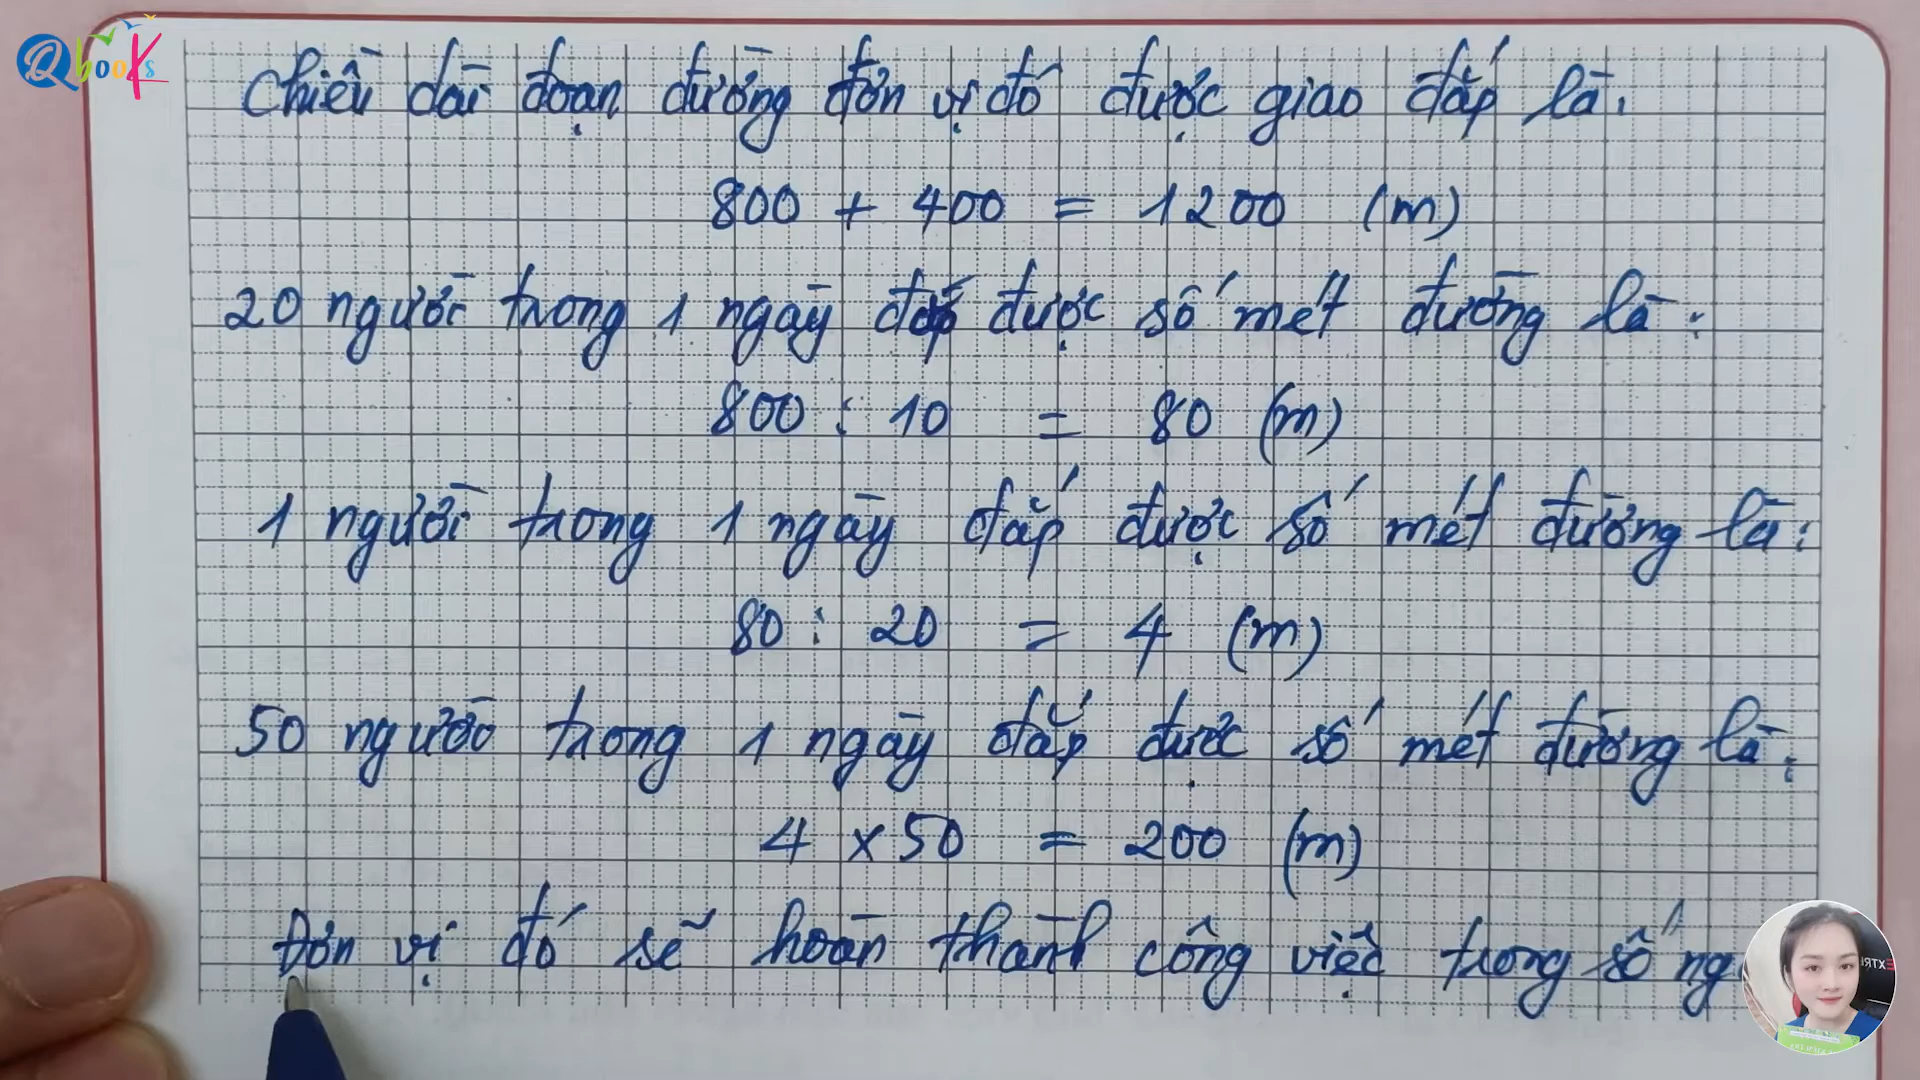 Qbooks
Chiều dài đoạn đường đơn vị đó được giao đắp là:
800 + 400 = 1200 (m)
20 người trong 1 ngày đắp được số mét đường là:
800 : 10 = 80 (m)
1 người trong 1 ngày đắp được số mét đường là:
80 : 20 = 4 (m)
50 người trong 1 ngày đắp được số mét đường là:
4 x 50 = 200 (m)
Đơn vị đó sẽ hoàn thành công việc trong số ng